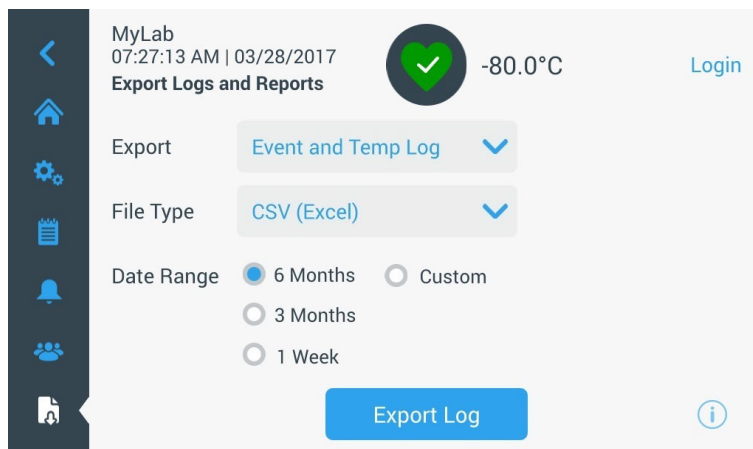 MyLab
07:27:13 AM | 03/28/2017
Export Logs and Reports
-80.0°C
Login
Export
Event and Temp Log
File Type
CSV (Excel)
Date Range
6 Months
Custom
3 Months
1 Week
Export Log
i